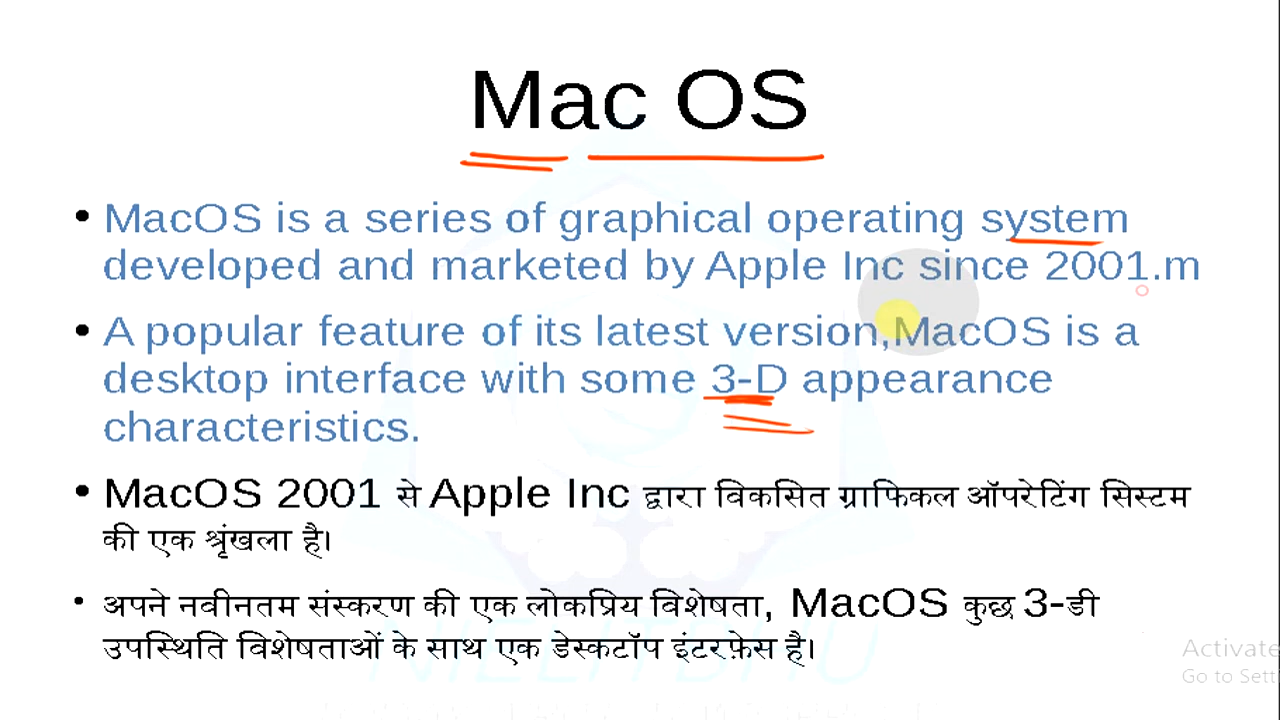 Mac OS
• MacOS is a series of graphical operating system
developed and marketed by Apple Inc since 2001.m
• A popular feature of its latest version,MacOS is a
desktop interface with some 3-D appearance
characteristics.
• MacOS 2001 से Apple Inc द्वारा विकसित ग्राफिकल ऑपरेटिंग सिस्टम
की एक श्रृंखला है।
• अपने नवीनतम संस्करण की एक लोकप्रिय विशेषता, MacOS कुछ 3-डी
उपस्थिति विशेषताओं के साथ एक डेस्कटॉप इंटरफ़ेस है।
Activate
Go to Sett